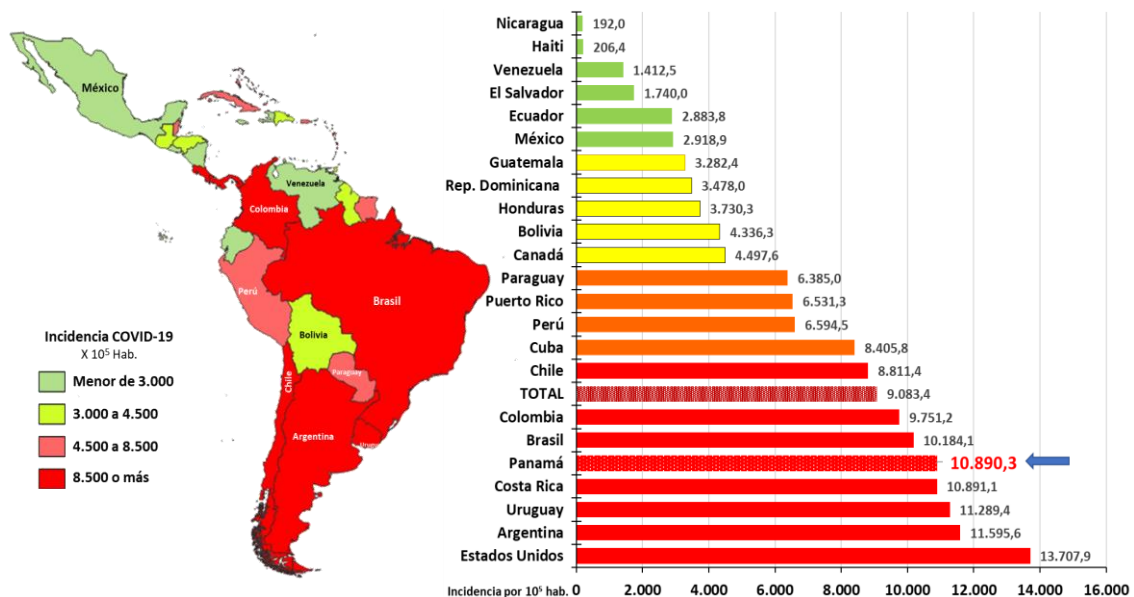 México
Venezuela
Colombia
Perú
Brasil
Bolivia
Paraguay
Chile
Argentina
Incidencia COVID-19
X 10⁵ Hab.
Menor de 3.000
3.000 a 4.500
4.500 a 8.500
8.500 o más
Nicaragua 192,0
Haiti 206,4
Venezuela 1.412,5
El Salvador 1.740,0
Ecuador 2.883,8
México 2.918,9
Guatemala 3.282,4
Rep. Dominicana 3.478,0
Honduras 3.730,3
Bolivia 4.336,3
Canadá 4.497,6
Paraguay 6.385,0
Puerto Rico 6.531,3
Perú 6.594,5
Cuba 8.405,8
Chile 8.811,4
TOTAL 9.083,4
Colombia 9.751,2
Brasil 10.184,1
Panamá 10.890,3
Costa Rica 10.891,1
Uruguay 11.289,4
Argentina 11.595,6
Estados Unidos 13.707,9
Incidencia por 10⁵ hab. 0 2.000 4.000 6.000 8.000 10.000 12.000 14.000 16.000